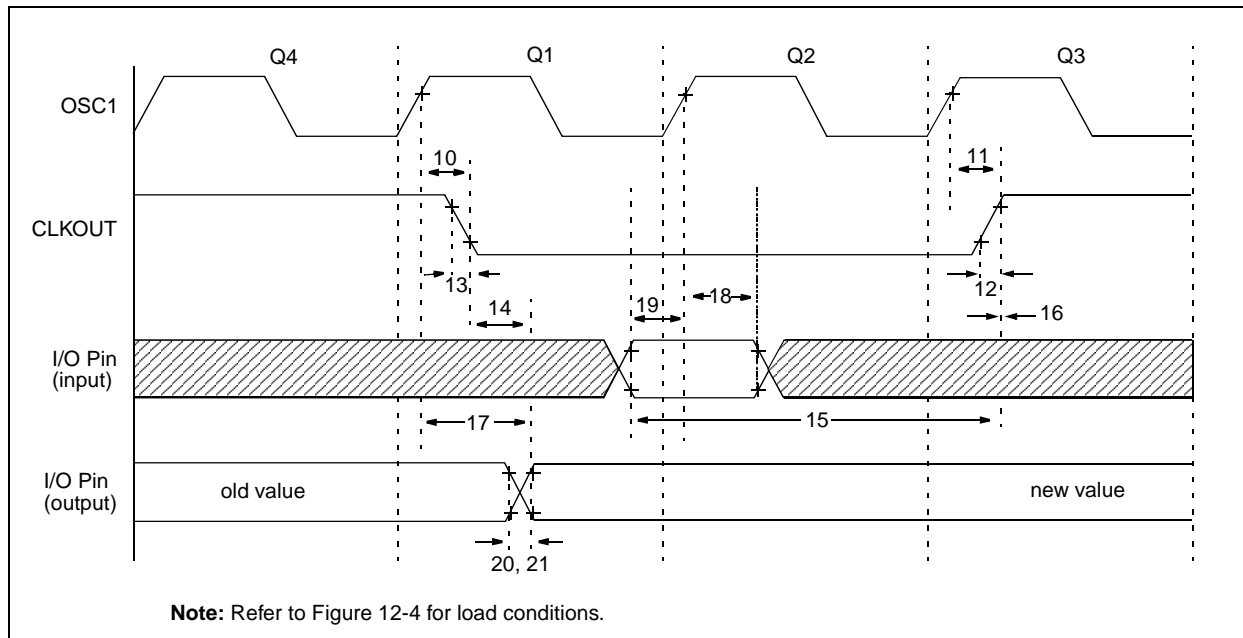 Q4
Q1
Q2
Q3
OSC1
10
11
CLKOUT
13
12
14
19
18
16
I/O Pin
(input)
17
15
I/O Pin
(output)
old value
new value
20, 21
Note: Refer to Figure 12-4 for load conditions.